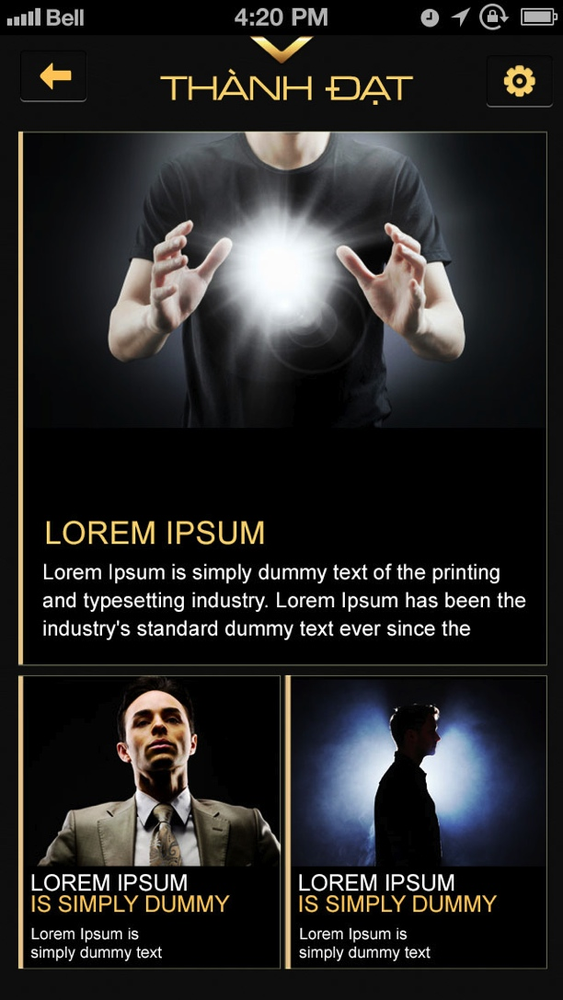 Bell
4:20 PM
THÀNH ĐẠT
LOREM IPSUM
Lorem Ipsum is simply dummy text of the printing
and typesetting industry. Lorem Ipsum has been the
industry's standard dummy text ever since the
LOREM IPSUM
IS SIMPLY DUMMY
Lorem Ipsum is
simply dummy text
LOREM IPSUM
IS SIMPLY DUMMY
Lorem Ipsum is
simply dummy text